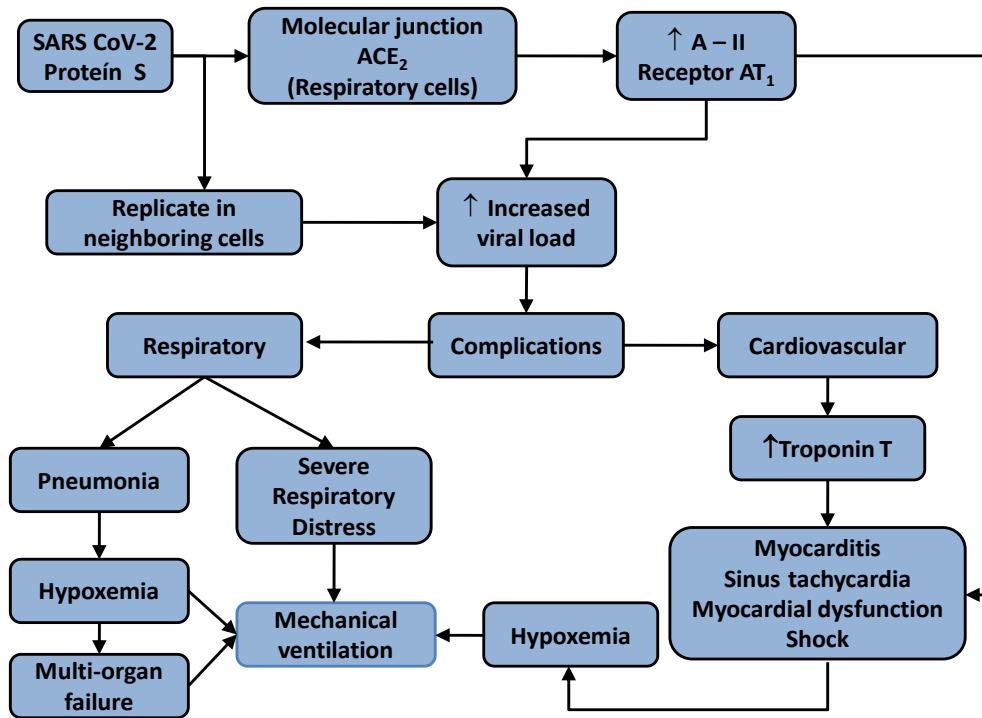 SARS CoV-2
Proteín S
Molecular junction
ACE₂
(Respiratory cells)
↑ A – II
Receptor AT₁
Replicate in
neighboring cells
↑ Increased
viral load
Respiratory
Complications
Cardiovascular
Pneumonia
Severe
Respiratory
Distress
↑Troponin T
Hypoxemia
Mechanical
ventilation
Hypoxemia
Myocarditis
Sinus tachycardia
Myocardial dysfunction
Shock
Multi-organ
failure